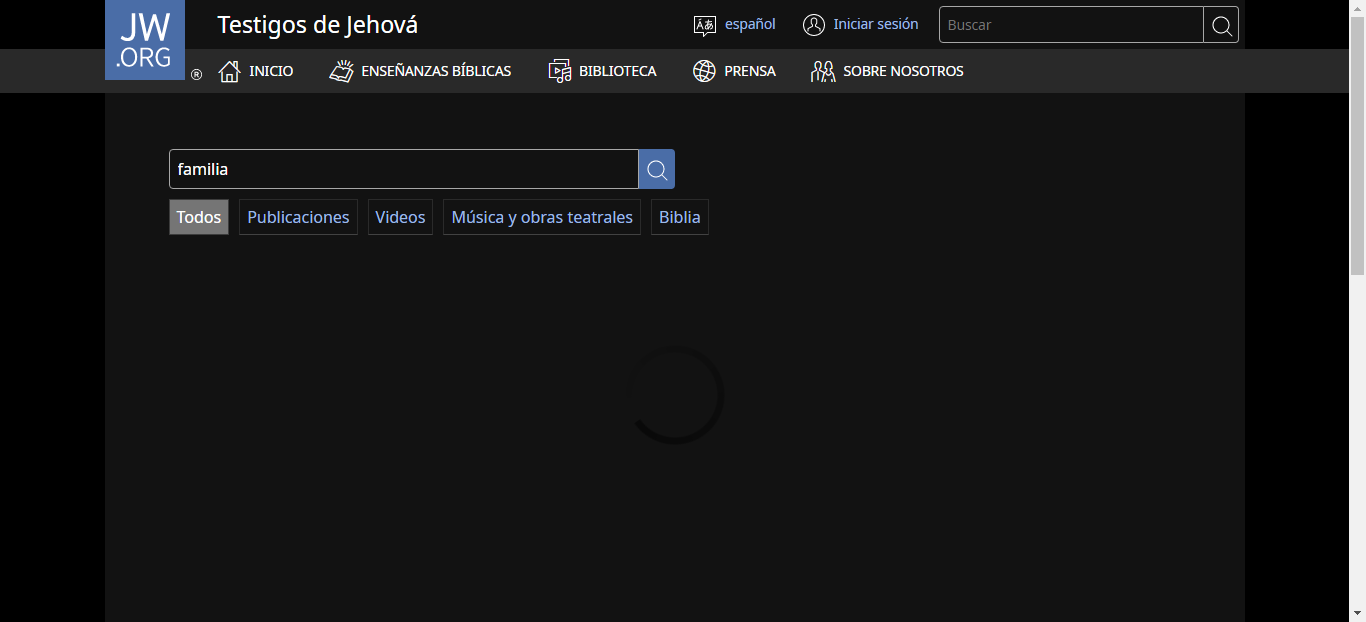 JW
.ORG
®
Testigos de Jehová
español
Iniciar sesión
Buscar
INICIO
ENSEÑANZAS BÍBLICAS
BIBLIOTECA
PRENSA
SOBRE NOSOTROS
familia
Todos
Publicaciones
Videos
Música y obras teatrales
Biblia